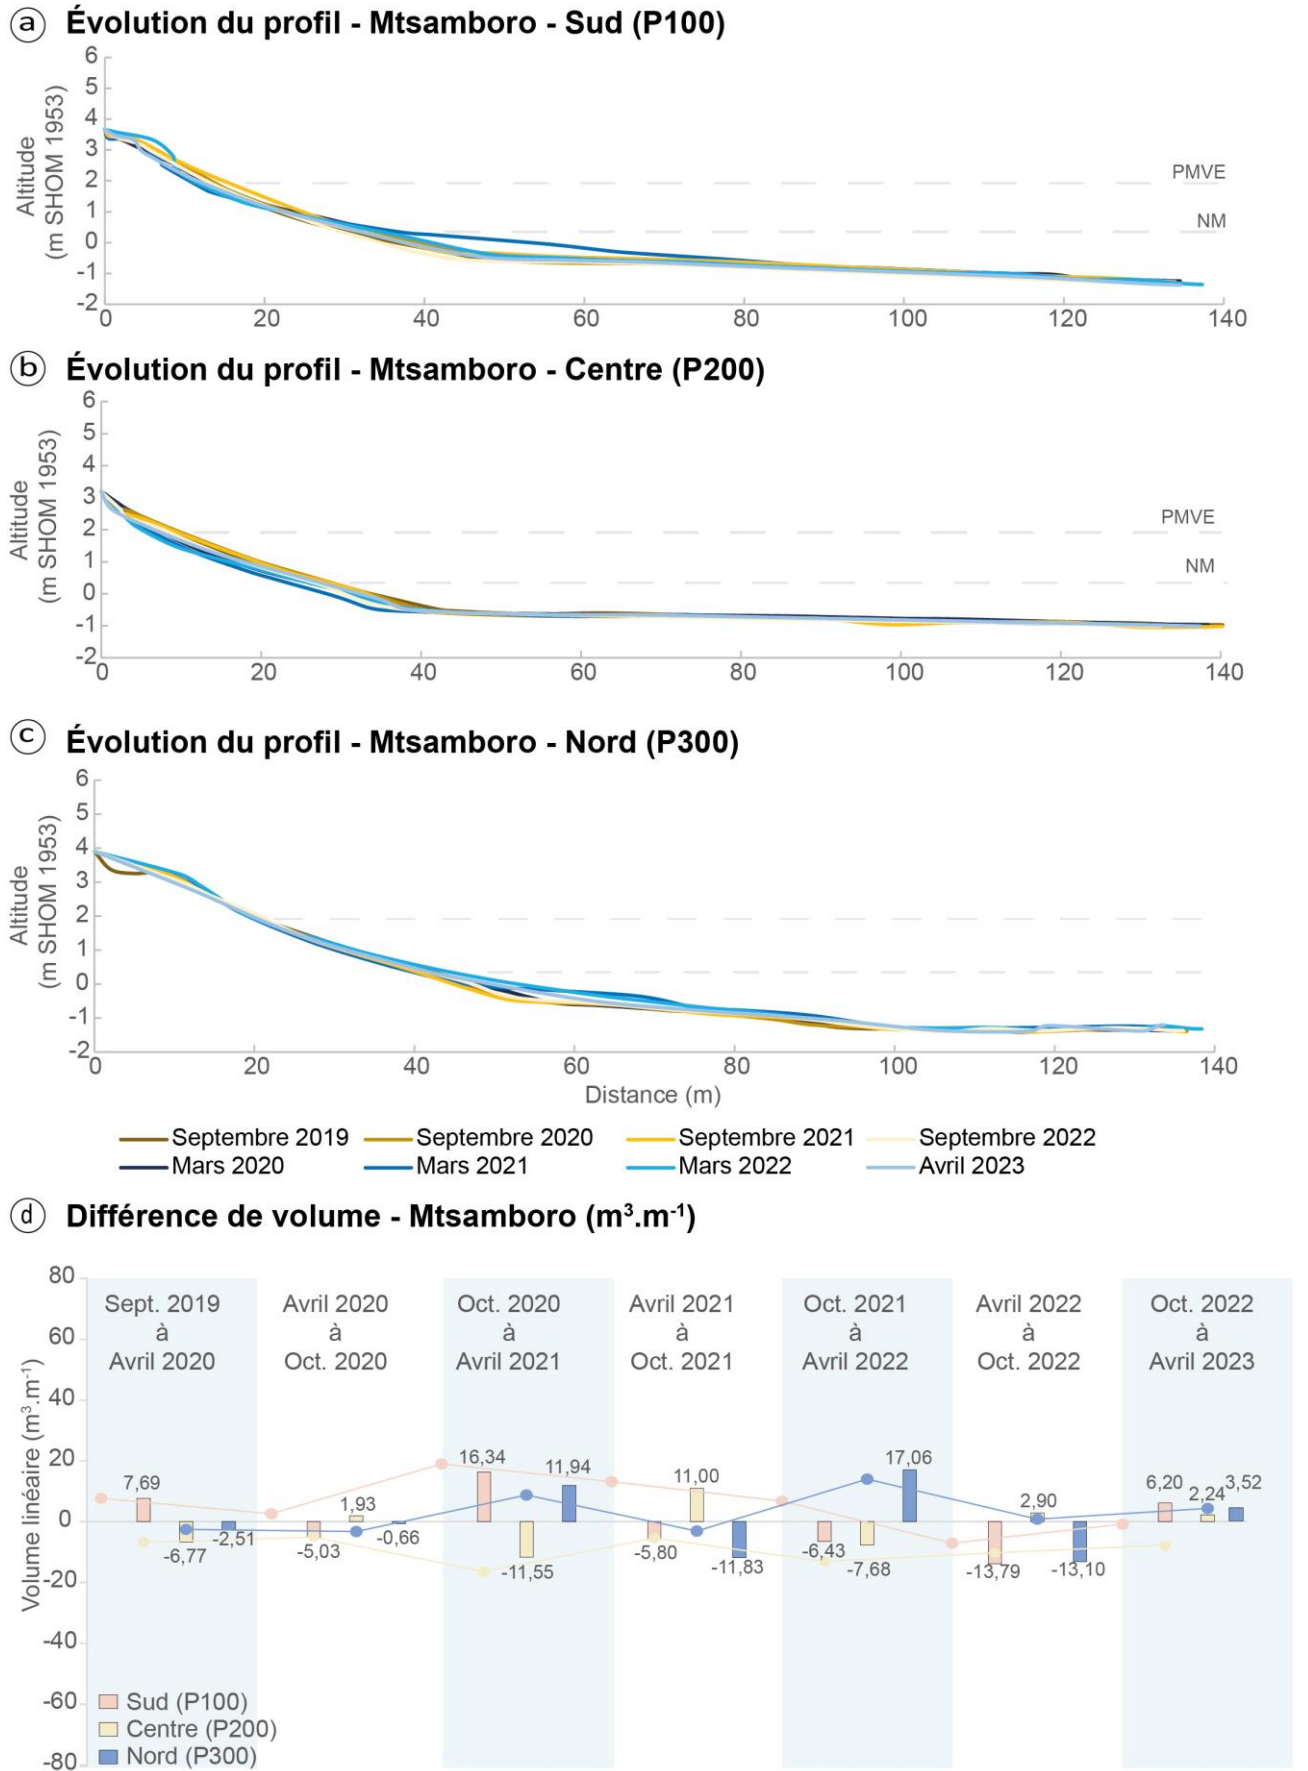 a Évolution du profil - Mtsamboro - Sud (P100)
6
5
4
3
2
1
0
-1
-2
Altitude
(m SHOM 1953)
PMVE
NM
0 20 40 60 80 100 120 140
b Évolution du profil - Mtsamboro - Centre (P200)
6
5
4
3
2
1
0
-1
-2
Altitude
(m SHOM 1953)
PMVE
NM
0 20 40 60 80 100 120 140
c Évolution du profil - Mtsamboro - Nord (P300)
6
5
4
3
2
1
0
-1
-2
Altitude
(m SHOM 1953)
0 20 40 60 80 100 120 140
Distance (m)
Septembre 2019 Septembre 2020 Septembre 2021 Septembre 2022
Mars 2020 Mars 2021 Mars 2022 Avril 2023
d Différence de volume - Mtsamboro (m³.m⁻¹)
80
60
40
20
0
-20
-40
-60
-80
Volume linéaire (m³.m⁻¹)
Sept. 2019
à
Avril 2020
Avril 2020
à
Oct. 2020
Oct. 2020
à
Avril 2021
Avril 2021
à
Oct. 2021
Oct. 2021
à
Avril 2022
Avril 2022
à
Oct. 2022
Oct. 2022
à
Avril 2023
7,69
-6,77
-2,51
-5,03
1,93
-0,66
16,34
-11,55
11,94
-5,80
11,00
-11,83
-6,43
-7,68
17,06
-13,79
2,90
-13,10
6,20
2,24
3,52
Sud (P100)
Centre (P200)
Nord (P300)